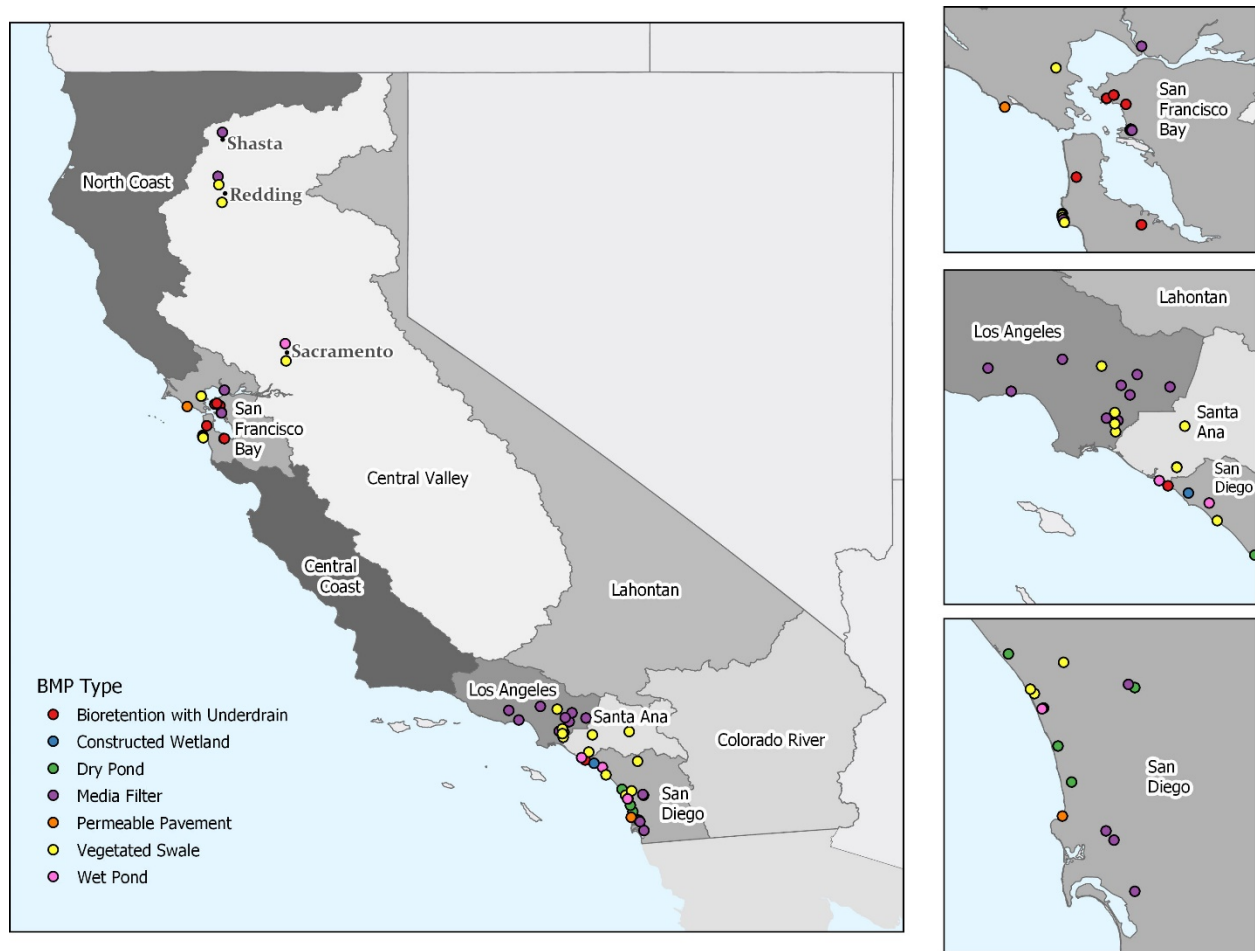 Shasta
North Coast
Redding
Sacramento
San
Francisco
Bay
Central Valley
Central
Coast
Lahontan
Los Angeles
Santa Ana
Colorado River
San
Diego
BMP Type
Bioretention with Underdrain
Constructed Wetland
Dry Pond
Media Filter
Permeable Pavement
Vegetated Swale
Wet Pond
San
Francisco
Bay
Lahontan
Los Angeles
Santa
Ana
San
Diego
San
Diego